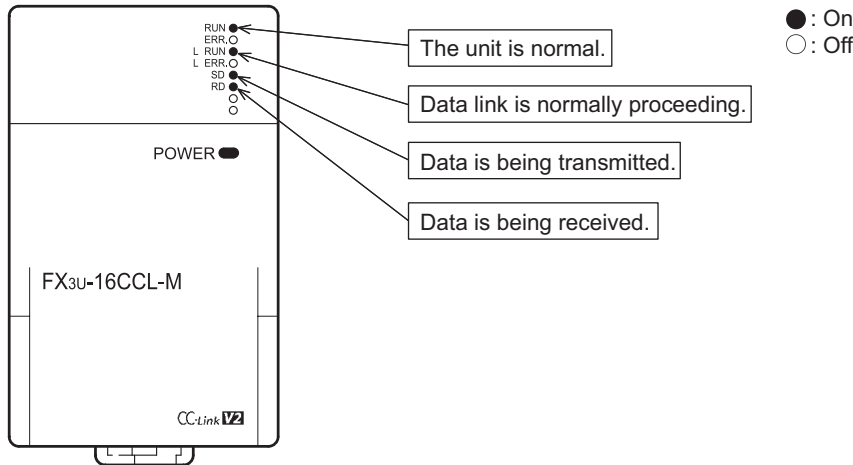 RUN
ERR.
L RUN
L ERR.
SD
RD
POWER
FX3U-16CCL-M
CC-Link V2
The unit is normal.
Data link is normally proceeding.
Data is being transmitted.
Data is being received.
: On
: Off